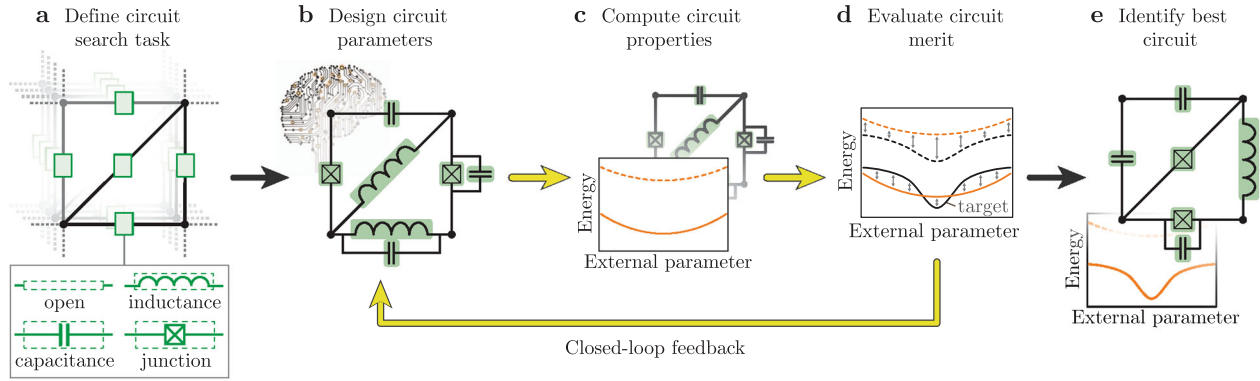 a Define circuit
search task
open
inductance
capacitance
junction
b Design circuit
parameters
c Compute circuit
properties
Energy
External parameter
d Evaluate circuit
merit
Energy
target
External parameter
e Identify best
circuit
Energy
External parameter
Closed-loop feedback